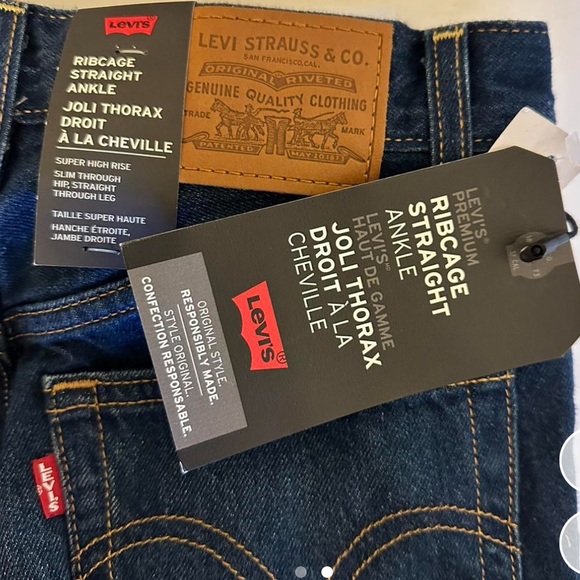 Levi's
RIBCAGE
STRAIGHT
ANKLE
JOLI THORAX
DROIT
À LA CHEVILLE
SUPER HIGH RISE
SLIM THROUGH
HIP, STRAIGHT
THROUGH LEG
TAILLE SUPER HAUTE
HANCHE ÉTROITE,
JAMBE DROITE
LEVI STRAUSS & CO.
SAN FRANCISCO, CAL.
ORIGINAL RIVETED
GENUINE QUALITY CLOTHING
TRADE MARK
PATENTED MAY 20 1873
LEVI'S®
PREMIUM
RIBCAGE
STRAIGHT
ANKLE
LEVI'S
HAUT DE GAMME
JOLI THORAX
DROIT À LA
CHEVILLE
Levi's®
ORIGINAL STYLE.
RESPONSIBLY MADE.
STYLE ORIGINAL.
CONFECTION RESPONSABLE.
LEVI'S